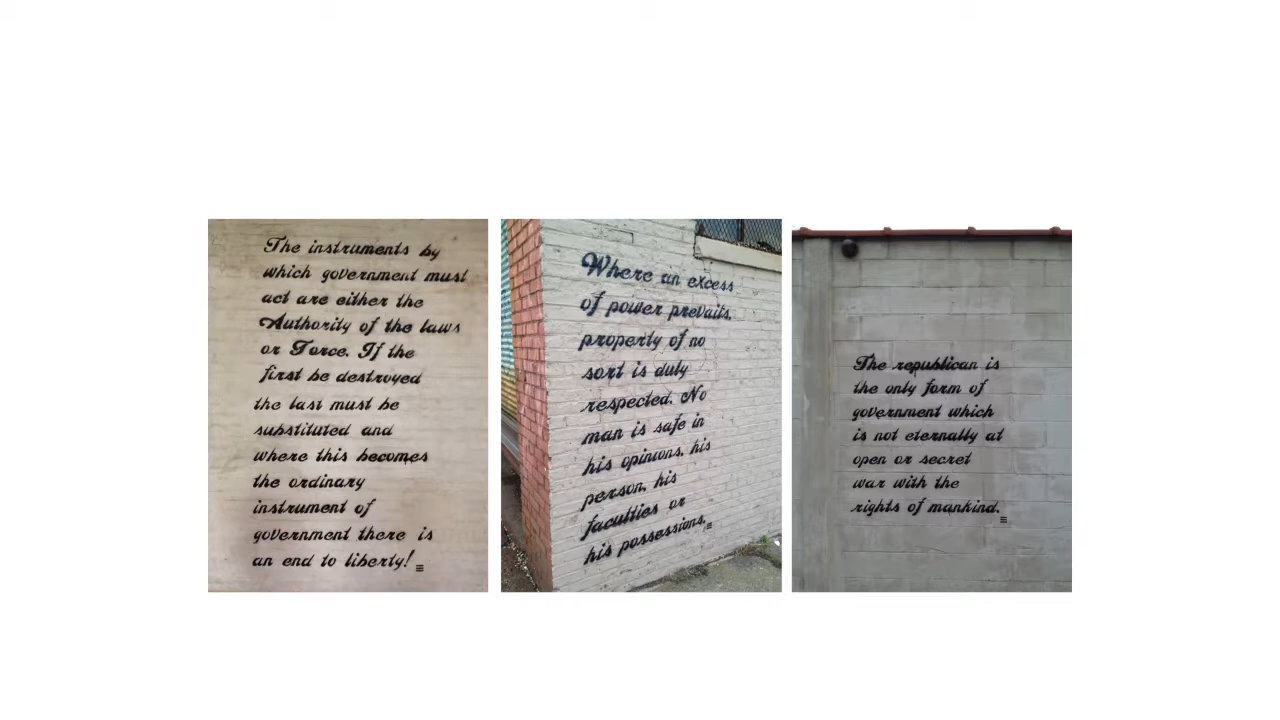 The instruments by
which government must
act are either the
Authority of the laws
or Force. If the
first be destroyed
the last must be
substituted and
where this becomes
the ordinary
instrument of
government there is
an end to liberty!
Where an excess
of power prevails,
property of no
sort is duly
respected. No
man is safe in
his opinions, his
person, his
faculties or
his possessions.
The republican is
the only form of
government which
is not eternally at
open or secret
war with the
rights of mankind.